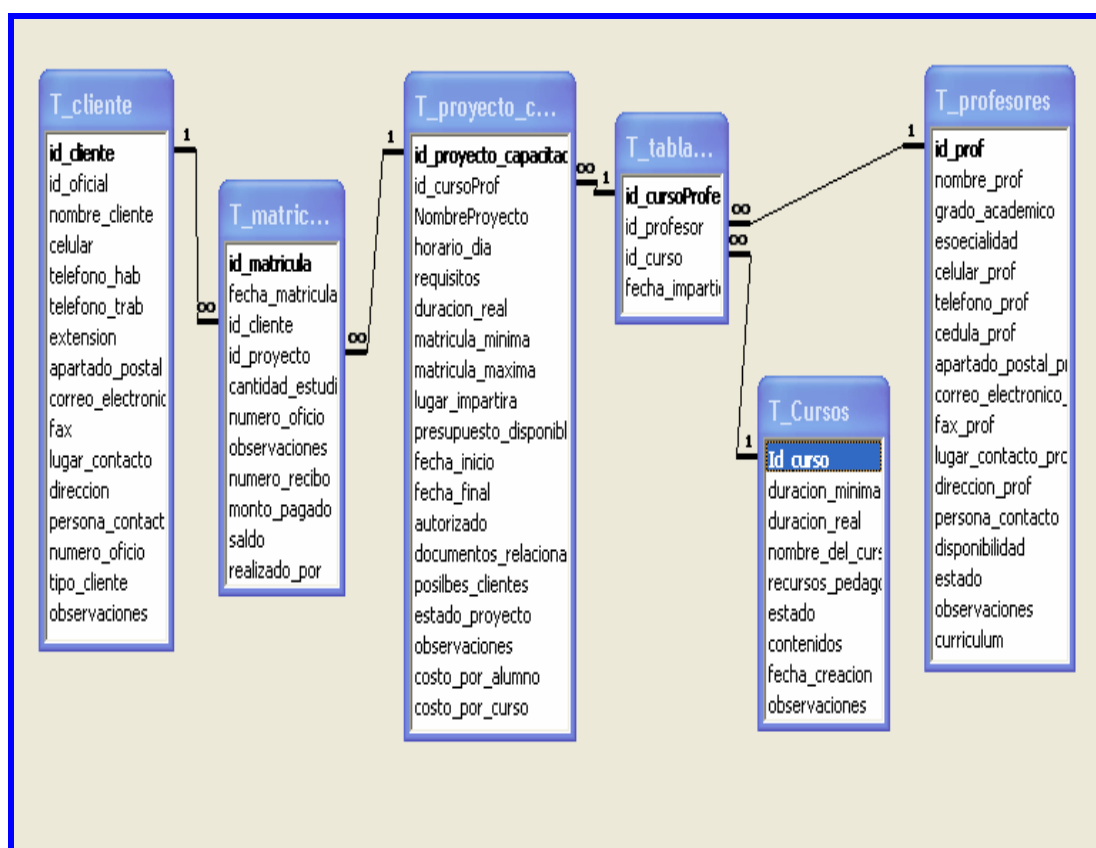 T_cliente
id_cliente
id_oficial
nombre_cliente
celular
telefono_hab
telefono_trab
extension
apartado_postal
correo_electronic
fax
lugar_contacto
direccion
persona_contact
numero_oficio
tipo_cliente
observaciones
1
∞
T_matric...
id_matricula
fecha_matricula
id_cliente
id_proyecto
cantidad_estudi
numero_oficio
observaciones
numero_recibo
monto_pagado
saldo
realizado_por
1
∞
T_proyecto_c...
id_proyecto_capacitac
id_cursoProf
NombreProyecto
horario_dia
requisitos
duracion_real
matricula_minima
matricula_maxima
lugar_impartira
presupuesto_disponibl
fecha_inicio
fecha_final
autorizado
documentos_relaciona
posilbes_clientes
estado_proyecto
observaciones
costo_por_alumno
costo_por_curso
∞
1
T_tabla...
id_cursoProfe
id_profesor
id_curso
fecha_imparti
∞
∞
1
1
T_Cursos
Id_curso
duracion_minima
duracion_real
nombre_del_curs
recursos_pedago
estado
contenidos
fecha_creacion
observaciones
T_profesores
id_prof
nombre_prof
grado_academico
esoecialidad
celular_prof
telefono_prof
cedula_prof
apartado_postal_pr
correo_electronico_
fax_prof
lugar_contacto_pro
direccion_prof
persona_contacto
disponibilidad
estado
observaciones
curriculum